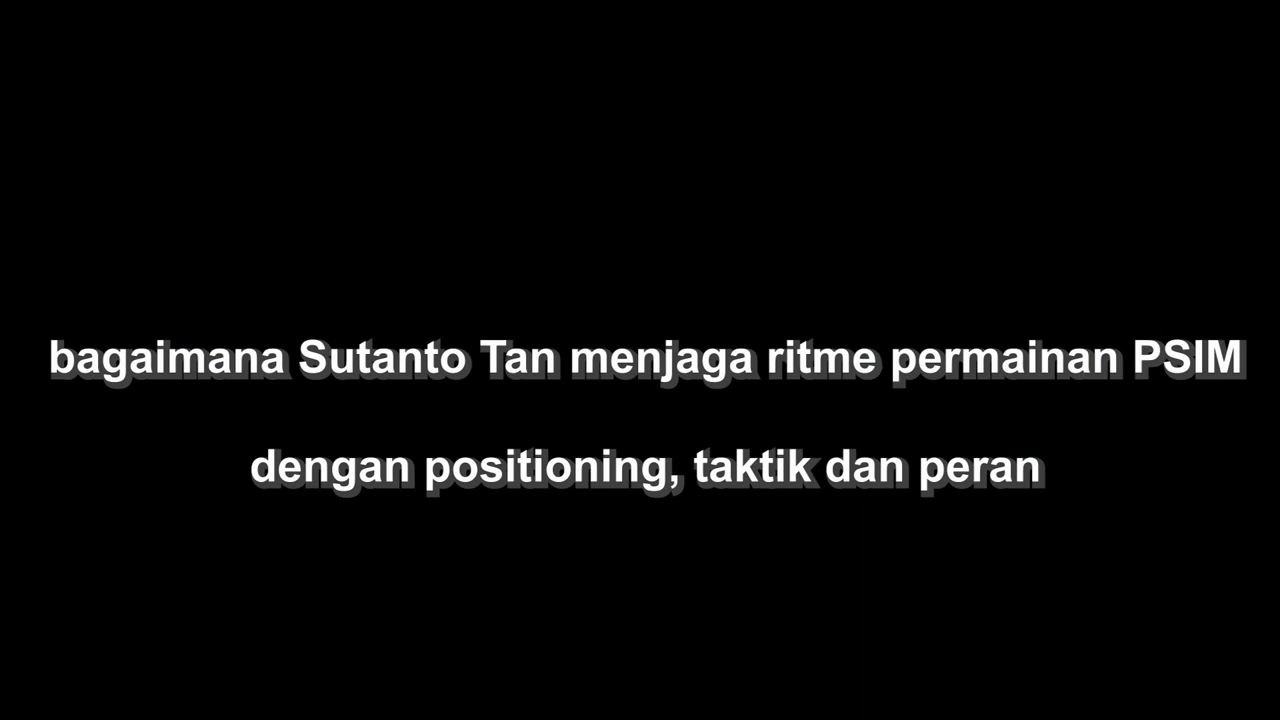 bagaimana Sutanto Tan menjaga ritme permainan PSIM
dengan positioning, taktik dan peran